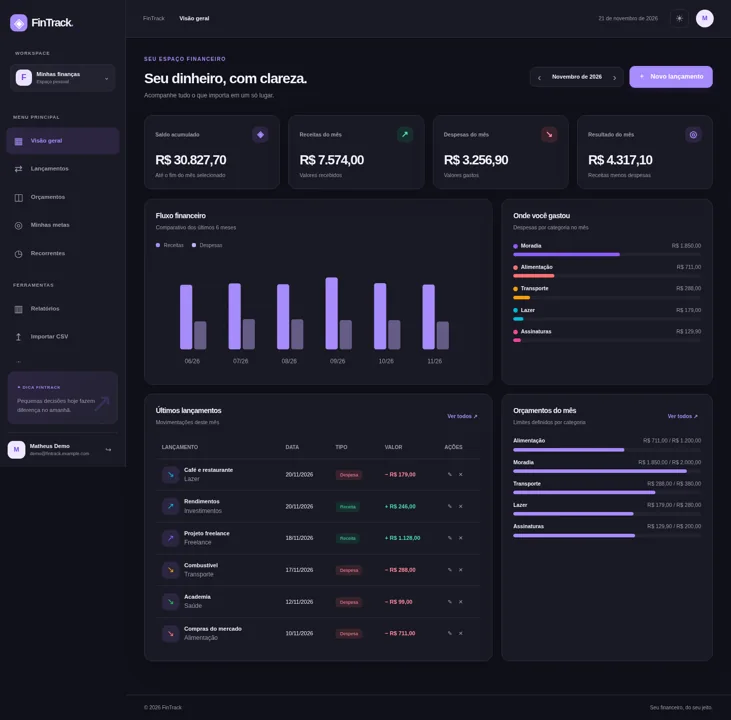 FinTrack.
WORKSPACE
F
Minhas finanças
Espaço pessoal
MENU PRINCIPAL
Visão geral
Lançamentos
Orçamentos
Minhas metas
Recorrentes
FERRAMENTAS
Relatórios
Importar CSV
DICA FINTRACK
Pequenas decisões hoje fazem
diferença no amanhã.
M
Matheus Demo
demo@fintrack.example.com
FinTrack
Visão geral
21 de novembro de 2026
M
SEU ESPAÇO FINANCEIRO
Seu dinheiro, com clareza.
Acompanhe tudo o que importa em um só lugar.
Novembro de 2026
+ Novo lançamento
Saldo acumulado
R$ 30.827,70
Até o fim do mês selecionado
Receitas do mês
R$ 7.574,00
Valores recebidos
Despesas do mês
R$ 3.256,90
Valores gastos
Resultado do mês
R$ 4.317,10
Receitas menos despesas
Fluxo financeiro
Comparativo dos últimos 6 meses
Receitas Despesas
06/26 07/26 08/26 09/26 10/26 11/26
Onde você gastou
Despesas por categoria no mês
Moradia R$ 1.850,00
Alimentação R$ 711,00
Transporte R$ 288,00
Lazer R$ 179,00
Assinaturas R$ 129,90
Últimos lançamentos
Movimentações deste mês
Ver todos ↗
LANÇAMENTO DATA TIPO VALOR AÇÕES
Café e restaurante
Lazer
20/11/2026 Despesa − R$ 179,00
Rendimentos
Investimentos
20/11/2026 Receita + R$ 246,00
Projeto freelance
Freelance
18/11/2026 Receita + R$ 1.128,00
Combustível
Transporte
17/11/2026 Despesa − R$ 288,00
Academia
Saúde
12/11/2026 Despesa − R$ 99,00
Compras do mercado
Alimentação
10/11/2026 Despesa − R$ 711,00
Orçamentos do mês
Limites definidos por categoria
Ver todos ↗
Alimentação R$ 711,00 / R$ 1.200,00
Moradia R$ 1.850,00 / R$ 2.000,00
Transporte R$ 288,00 / R$ 380,00
Lazer R$ 179,00 / R$ 280,00
Assinaturas R$ 129,90 / R$ 200,00
© 2026 FinTrack
Seu financeiro, do seu jeito.